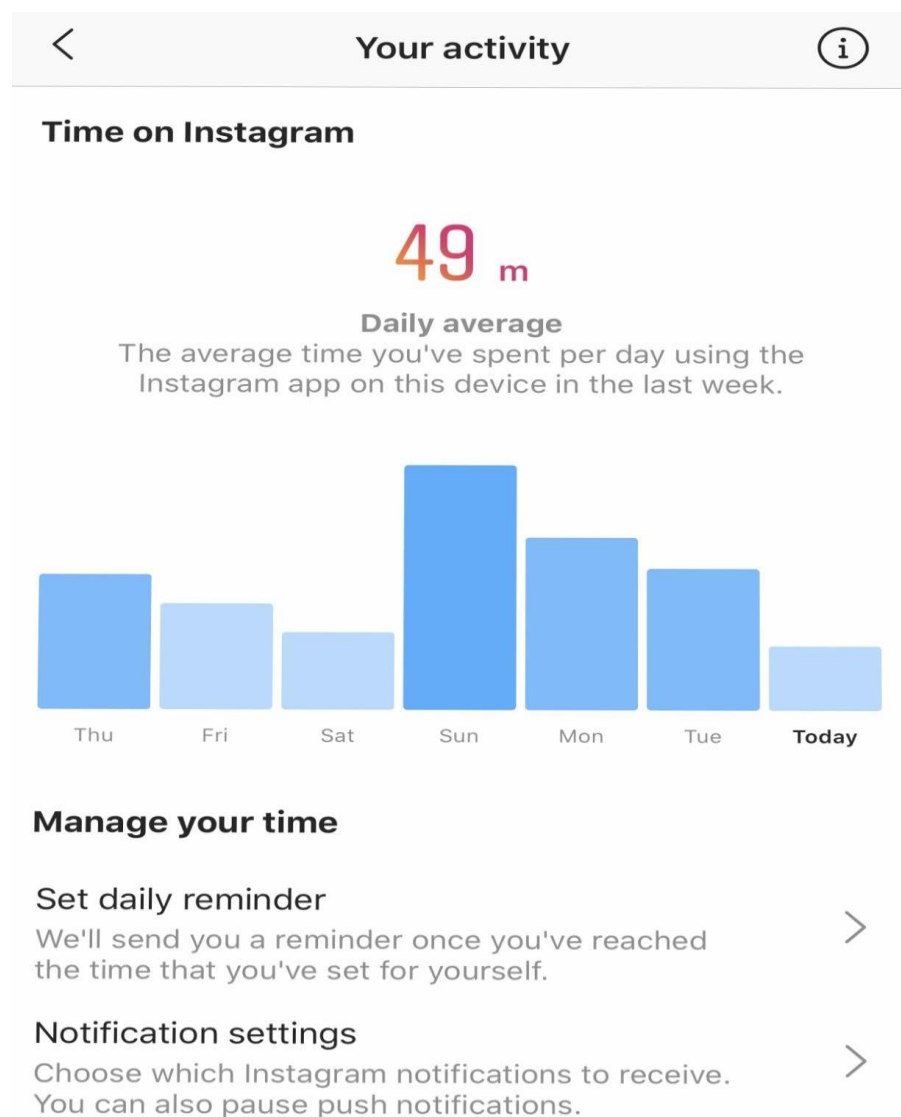 Your activity
Time on Instagram
49 m
Daily average
The average time you've spent per day using the
Instagram app on this device in the last week.
Thu Fri Sat Sun Mon Tue Today
Manage your time
Set daily reminder
We'll send you a reminder once you've reached
the time that you've set for yourself.
Notification settings
Choose which Instagram notifications to receive.
You can also pause push notifications.